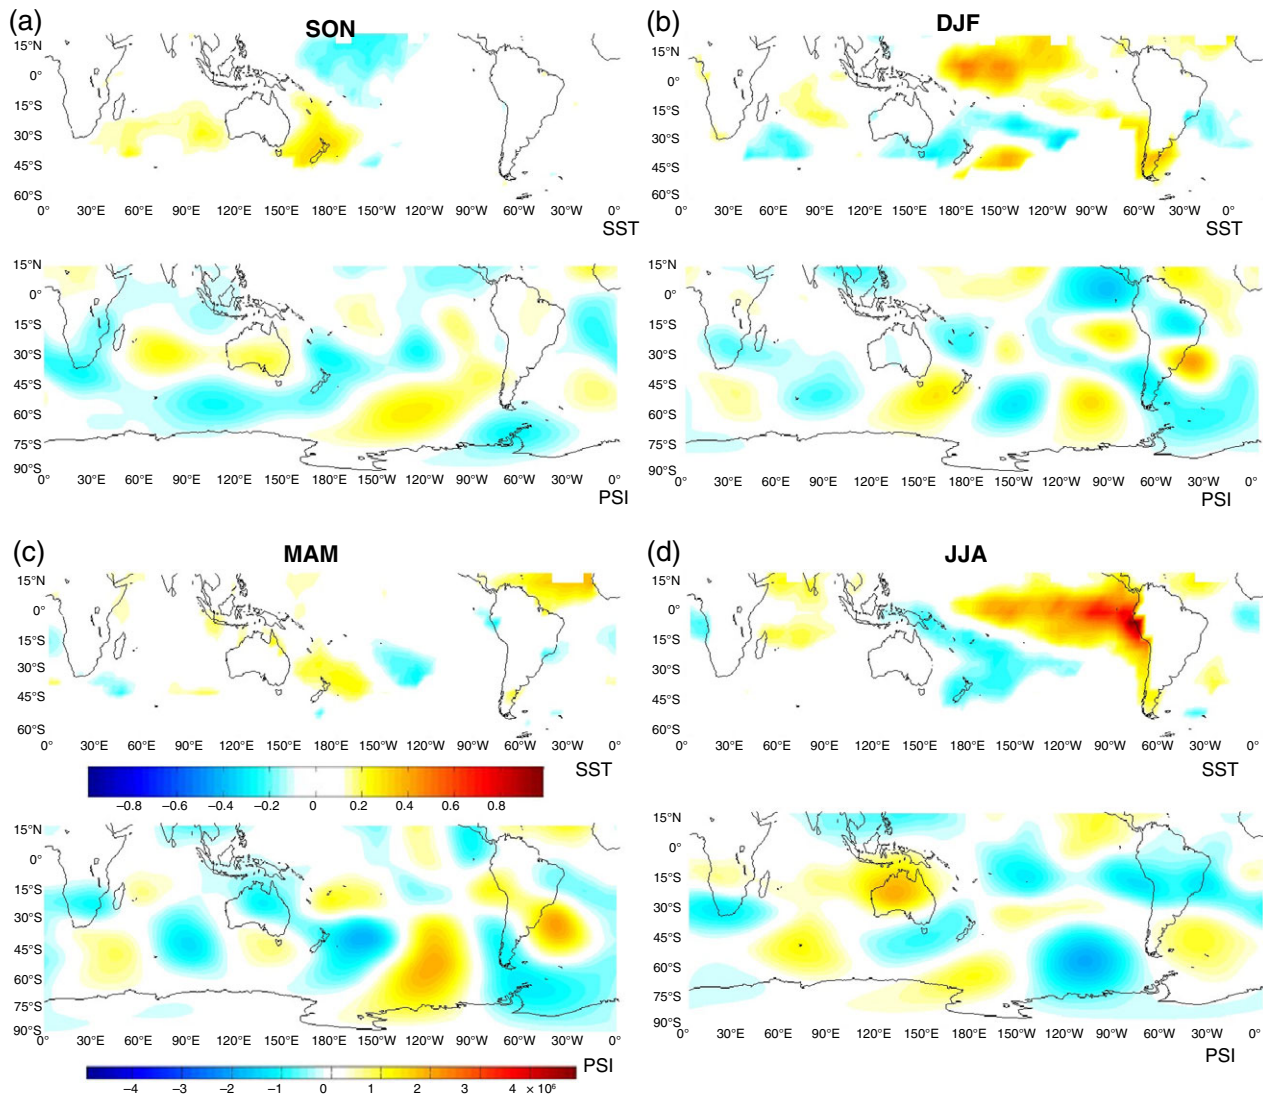 (a) SON
15°N
0°
15°S
30°S
45°S
60°S
0° 30°E 60°E 90°E 120°E 150°E 180° 150°W 120°W 90°W 60°W 30°W 0°
SST
15°N
0°
15°S
30°S
45°S
60°S
75°S
90°S
0° 30°E 60°E 90°E 120°E 150°E 180° 150°W 120°W 90°W 60°W 30°W 0°
PSI
(b) DJF
15°N
0°
15°S
30°S
45°S
60°S
0° 30°E 60°E 90°E 120°E 150°E 180° 150°W 120°W 90°W 60°W 30°W 0°
SST
15°N
0°
15°S
30°S
45°S
60°S
75°S
90°S
0° 30°E 60°E 90°E 120°E 150°E 180° 150°W 120°W 90°W 60°W 30°W 0°
PSI
(c) MAM
15°N
0°
15°S
30°S
45°S
60°S
0° 30°E 60°E 90°E 120°E 150°E 180° 150°W 120°W 90°W 60°W 30°W 0°
SST
−0.8 −0.6 −0.4 −0.2 0 0.2 0.4 0.6 0.8
15°N
0°
15°S
30°S
45°S
60°S
75°S
90°S
0° 30°E 60°E 90°E 120°E 150°E 180° 150°W 120°W 90°W 60°W 30°W 0°
PSI
−4 −3 −2 −1 0 1 2 3 4 × 10⁶
(d) JJA
15°N
0°
15°S
30°S
45°S
60°S
0° 30°E 60°E 90°E 120°E 150°E 180° 150°W 120°W 90°W 60°W 30°W 0°
SST
15°N
0°
15°S
30°S
45°S
60°S
75°S
90°S
0° 30°E 60°E 90°E 120°E 150°E 180° 150°W 120°W 90°W 60°W 30°W 0°
PSI